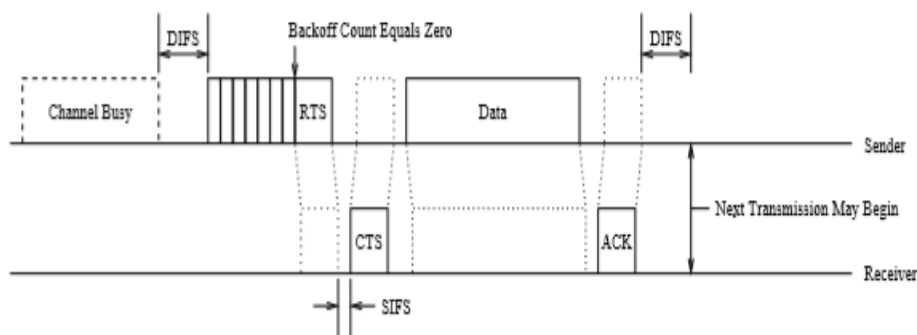 DIFS
Backoff Count Equals Zero
DIFS
Channel Busy
RTS
Data
Sender
Next Transmission May Begin
CTS
ACK
Receiver
SIFS